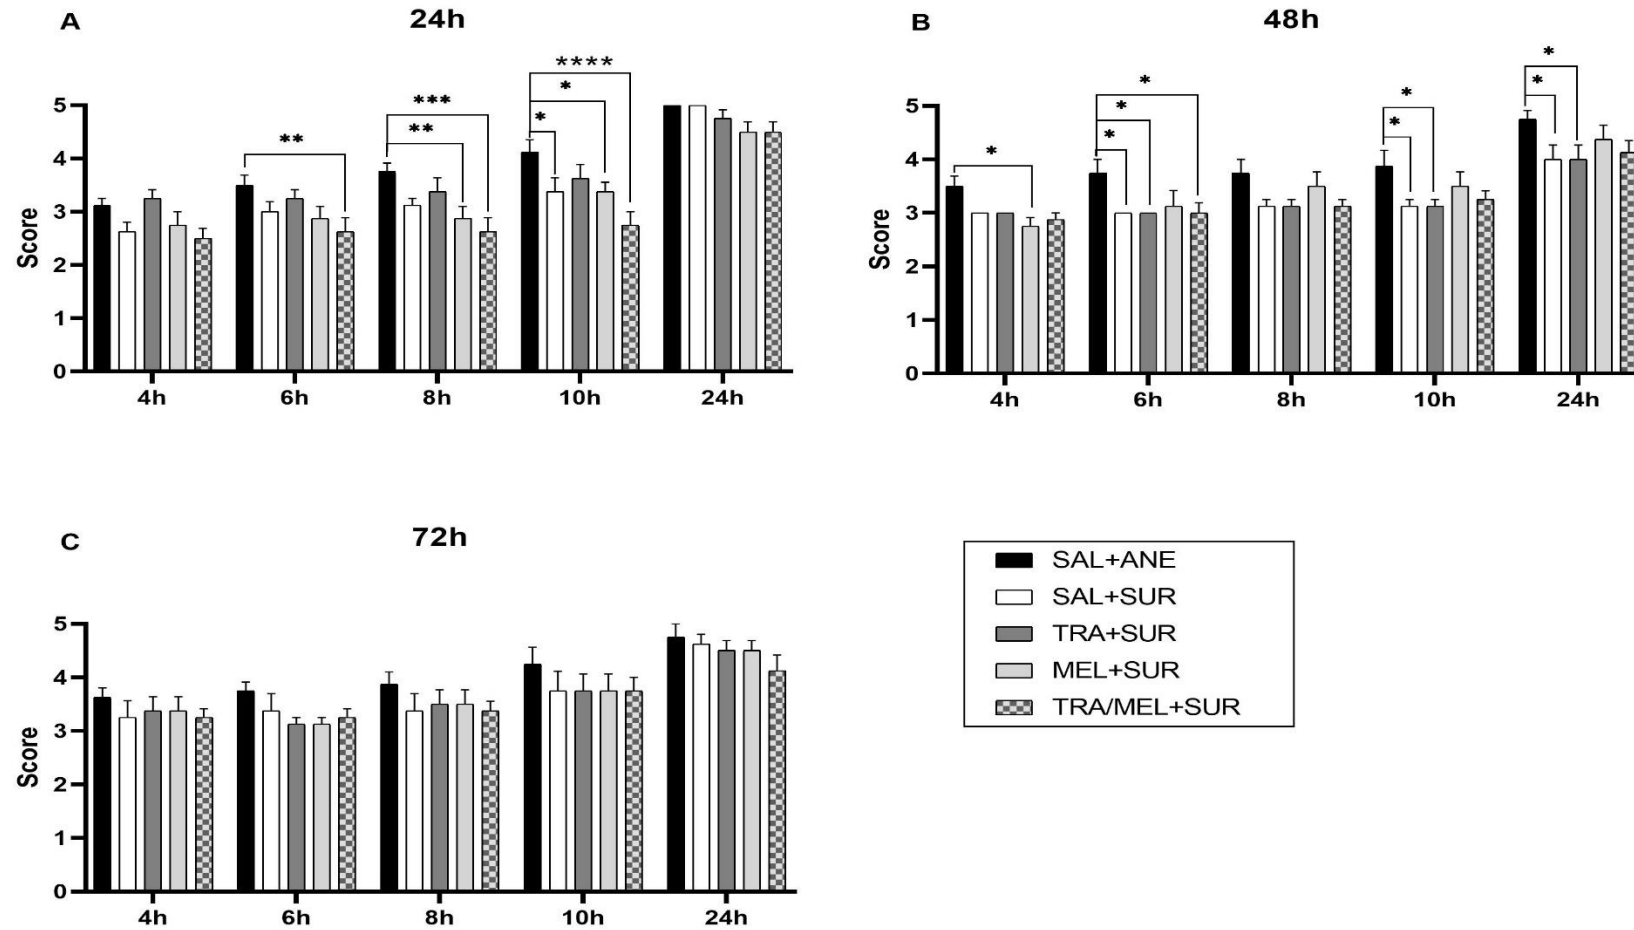 A
24h
****
***
*
**
**
*
5
4
3
2
1
0
Score
4h
6h
8h
10h
24h
B
48h
*
*
*
*
*
*
*
*
*
5
4
3
2
1
0
Score
4h
6h
8h
10h
24h
C
72h
5
4
3
2
1
0
Score
4h
6h
8h
10h
24h
SAL+ANE
SAL+SUR
TRA+SUR
MEL+SUR
TRA/MEL+SUR